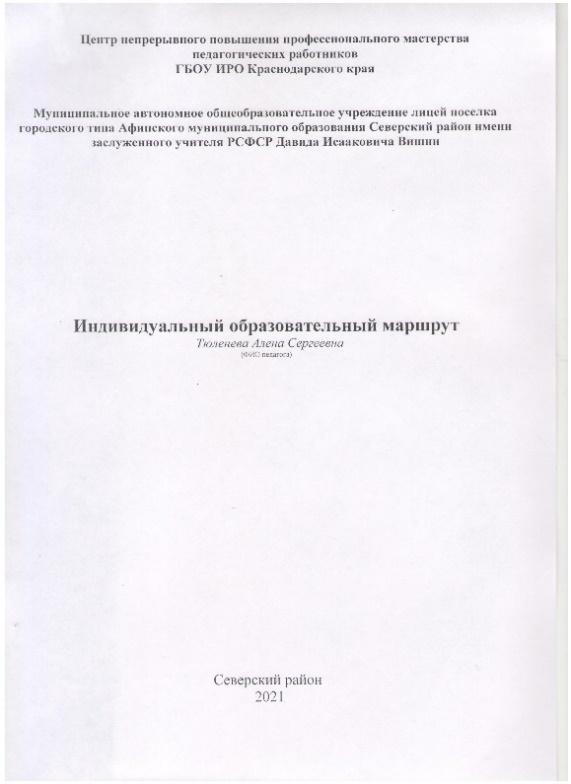 Центр непрерывного повышения профессионального мастерства
педагогических работников
ГБОУ ИРО Краснодарского края
Муниципальное автономное общеобразовательное учреждение лицей поселка
городского типа Афипского муниципального образования Северский район имени
заслуженного учителя РСФСР Давида Исааковича Вишни
Индивидуальный образовательный маршрут
Тюленева Алена Сергеевна
(ФИО педагога)
Северский район
2021